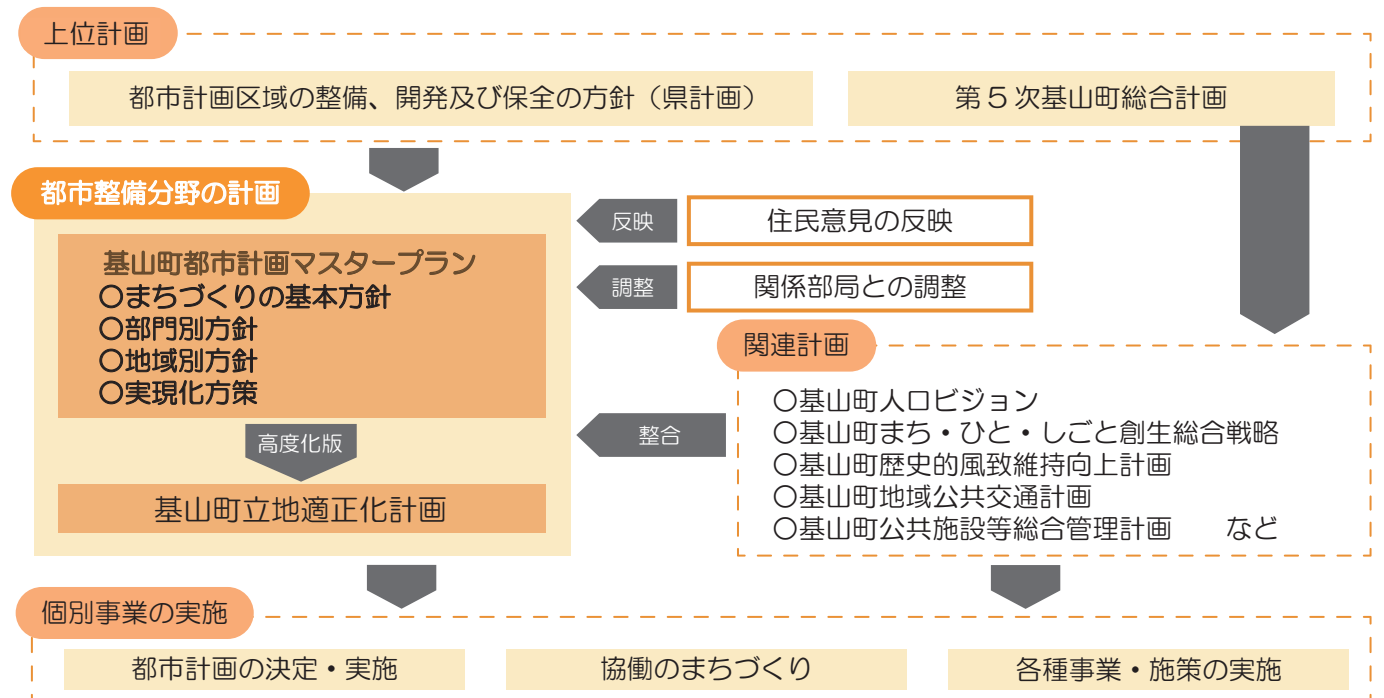 上位計画
都市計画区域の整備、開発及び保全の方針（県計画）
第５次基山町総合計画
都市整備分野の計画
基山町都市計画マスタープラン
〇まちづくりの基本方針
〇部門別方針
〇地域別方針
〇実現化方策
高度化版
基山町立地適正化計画
反映
住民意見の反映
調整
関係部局との調整
整合
関連計画
〇基山町人口ビジョン
〇基山町まち・ひと・しごと創生総合戦略
〇基山町歴史的風致維持向上計画
〇基山町地域公共交通計画
〇基山町公共施設等総合管理計画　　など
個別事業の実施
都市計画の決定・実施
協働のまちづくり
各種事業・施策の実施